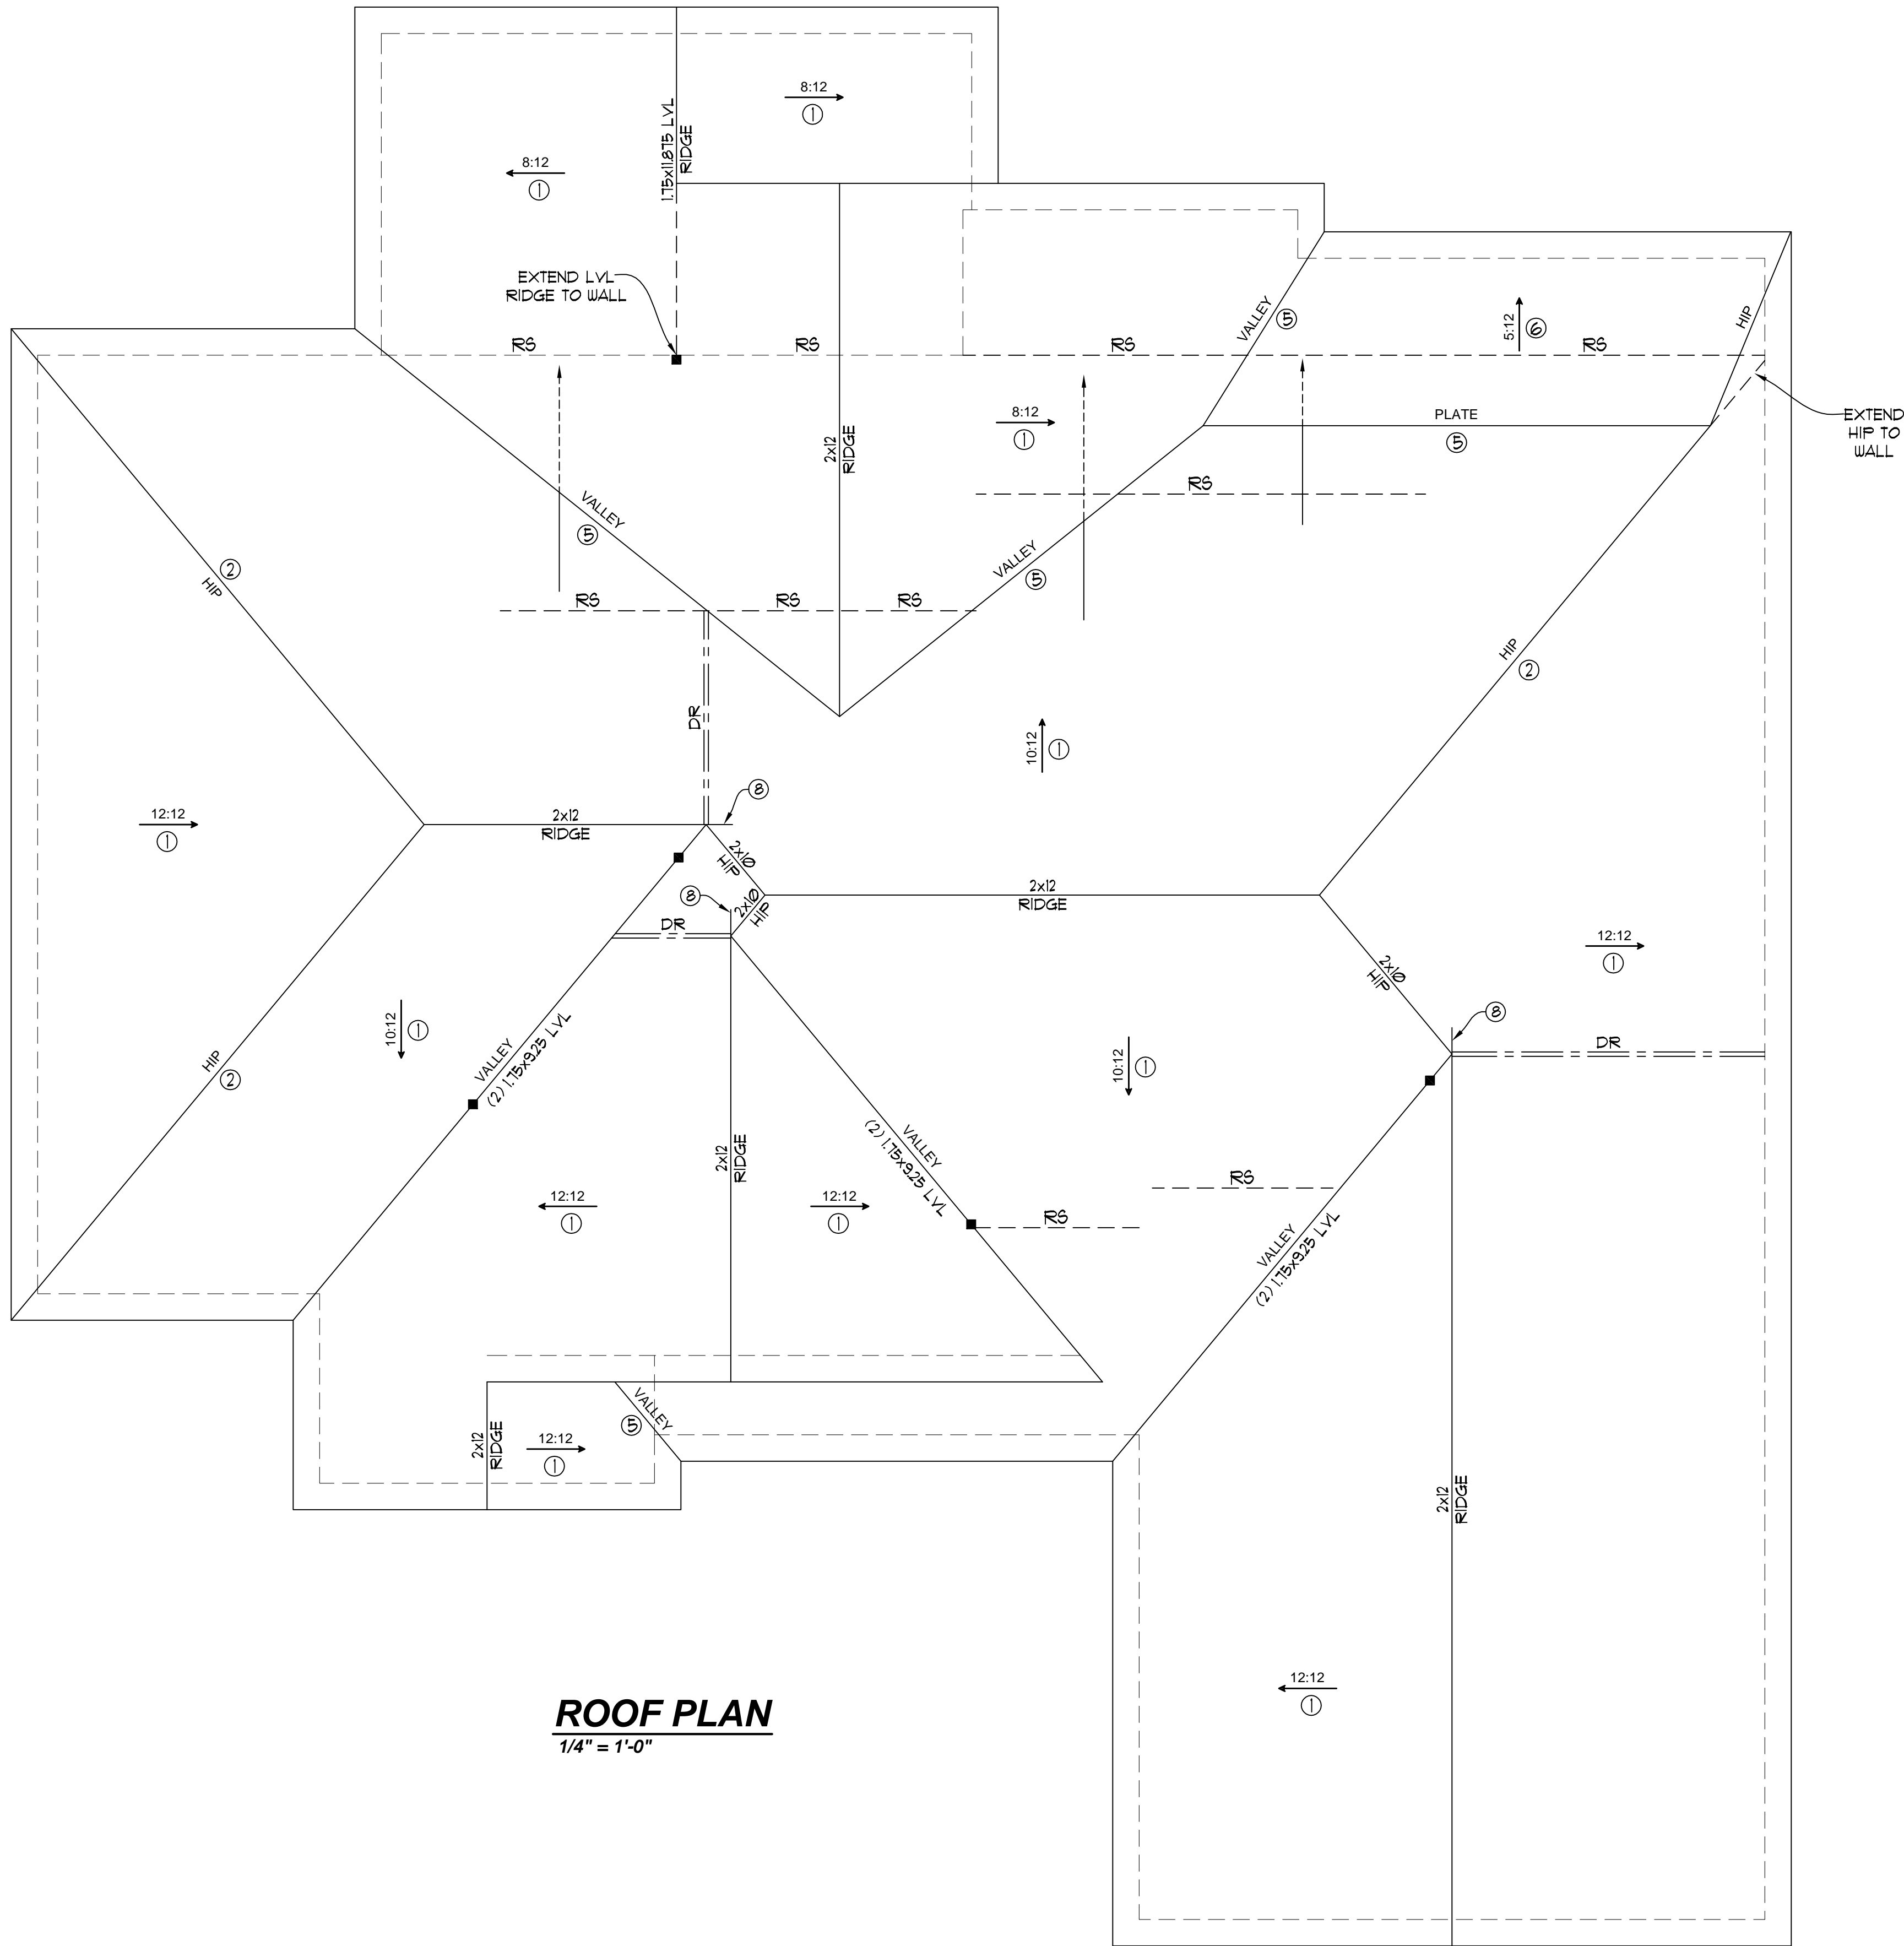 8:12
1
1.75x11.875 LVL
RIDGE
8:12
1
EXTEND LVL
RIDGE TO WALL
VALLEY
5
5:12
6
HIP
RS
RS
RS
RS
8:12
1
PLATE
5
EXTEND
HIP TO
WALL
2x12
RIDGE
RS
VALLEY
5
VALLEY
5
2
HIP
RS
RS
RS
HIP
2
DR
10:12
1
8
12:12
1
2x12
RIDGE
2x10
HIP
8
2x10
HIP
2x12
RIDGE
DR
12:12
1
2x10
HIP
8
DR
10:12
1
HIP
2
VALLEY
(2) 1.75x9.25 LVL
10:12
1
2x12
RIDGE
VALLEY
(2) 1.75x9.25 LVL
12:12
1
12:12
1
RS
RS
VALLEY
(2) 1.75x9.25 LVL
VALLEY
5
2x12
RIDGE
12:12
1
2x12
RIDGE
12:12
1
ROOF PLAN
1/4" = 1'-0"